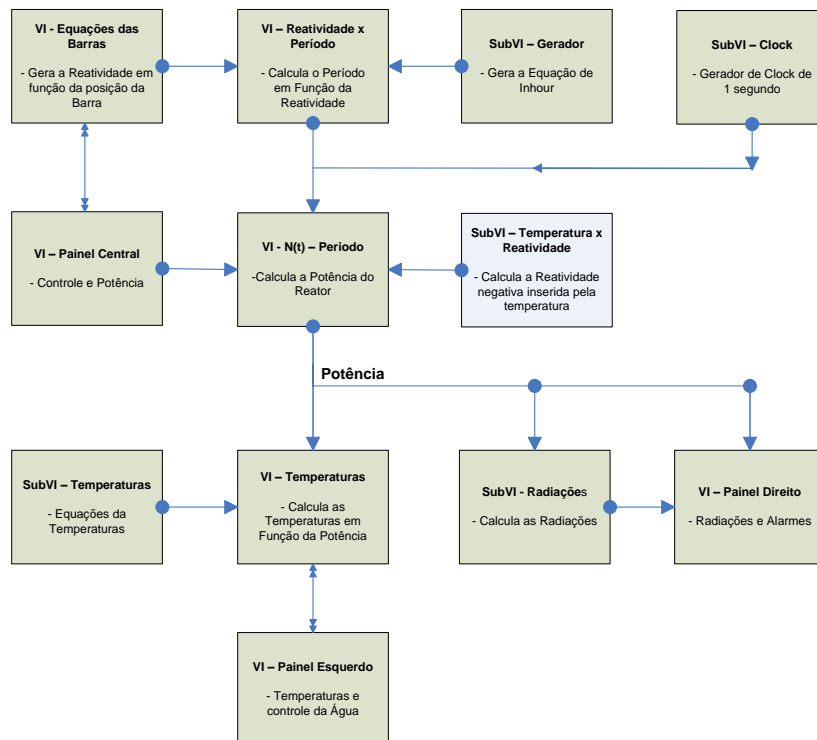 VI - Equações das
Barras
- Gera a Reatividade em
função da posição da
Barra
VI – Reatividade x
Período
- Calcula o Período
em Função da
Reatividade
SubVI – Gerador
- Gera a Equação de
Inhour
SubVI – Clock
- Gerador de Clock de
1 segundo
VI – Painel Central
- Controle e Potência
VI - N(t) – Periodo
-Calcula a Potência do
Reator
SubVI – Temperatura x
Reatividade
- Calcula a Reatividade
negativa inserida pela
temperatura
Potência
SubVI – Temperaturas
- Equações da
Temperaturas
VI – Temperaturas
- Calcula as
Temperaturas em
Função da Potência
SubVI - Radiações
- Calcula as Radiações
VI – Painel Direito
- Radiações e Alarmes
VI – Painel Esquerdo
- Temperaturas e
controle da Água